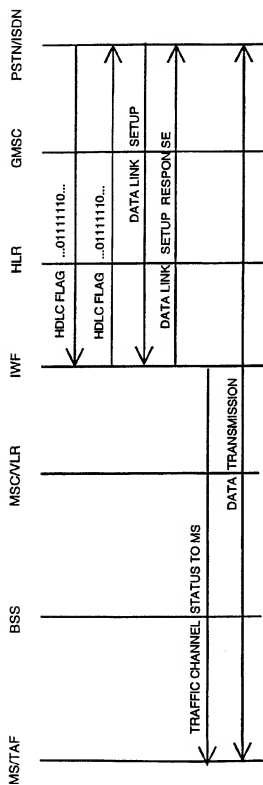 MS/TAF
BSS
MSC/VLR
IWF
HLR
GMSC
PSTN/ISDN
HDLC FLAG ...01111110...
HDLC FLAG ...01111110...
DATA LINK SETUP
DATA LINK SETUP RESPONSE
TRAFFIC CHANNEL STATUS TO MS
DATA TRANSMISSION